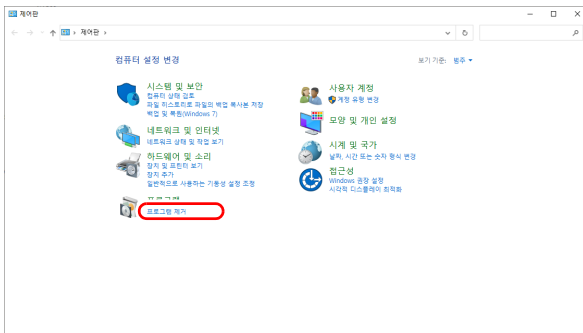 제어판
제어판
컴퓨터 설정 변경
보기 기준: 범주
시스템 및 보안
컴퓨터 상태 검토
파일 히스토리로 파일의 백업 복사본 저장
백업 및 복원(Windows 7)
네트워크 및 인터넷
네트워크 상태 및 작업 보기
하드웨어 및 소리
장치 및 프린터 보기
장치 추가
일반적으로 사용하는 기동성 설정 조정
프로그램
프로그램 제거
사용자 계정
계정 유형 변경
모양 및 개인 설정
시계 및 국가
날짜, 시간 또는 숫자 형식 변경
접근성
Windows 권장 설정
시각적 디스플레이 최적화